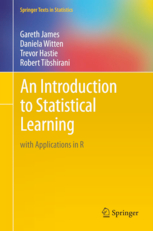 Springer Texts in Statistics
Gareth James
Daniela Witten
Trevor Hastie
Robert Tibshirani
An Introduction
to Statistical
Learning
with Applications in R
Springer